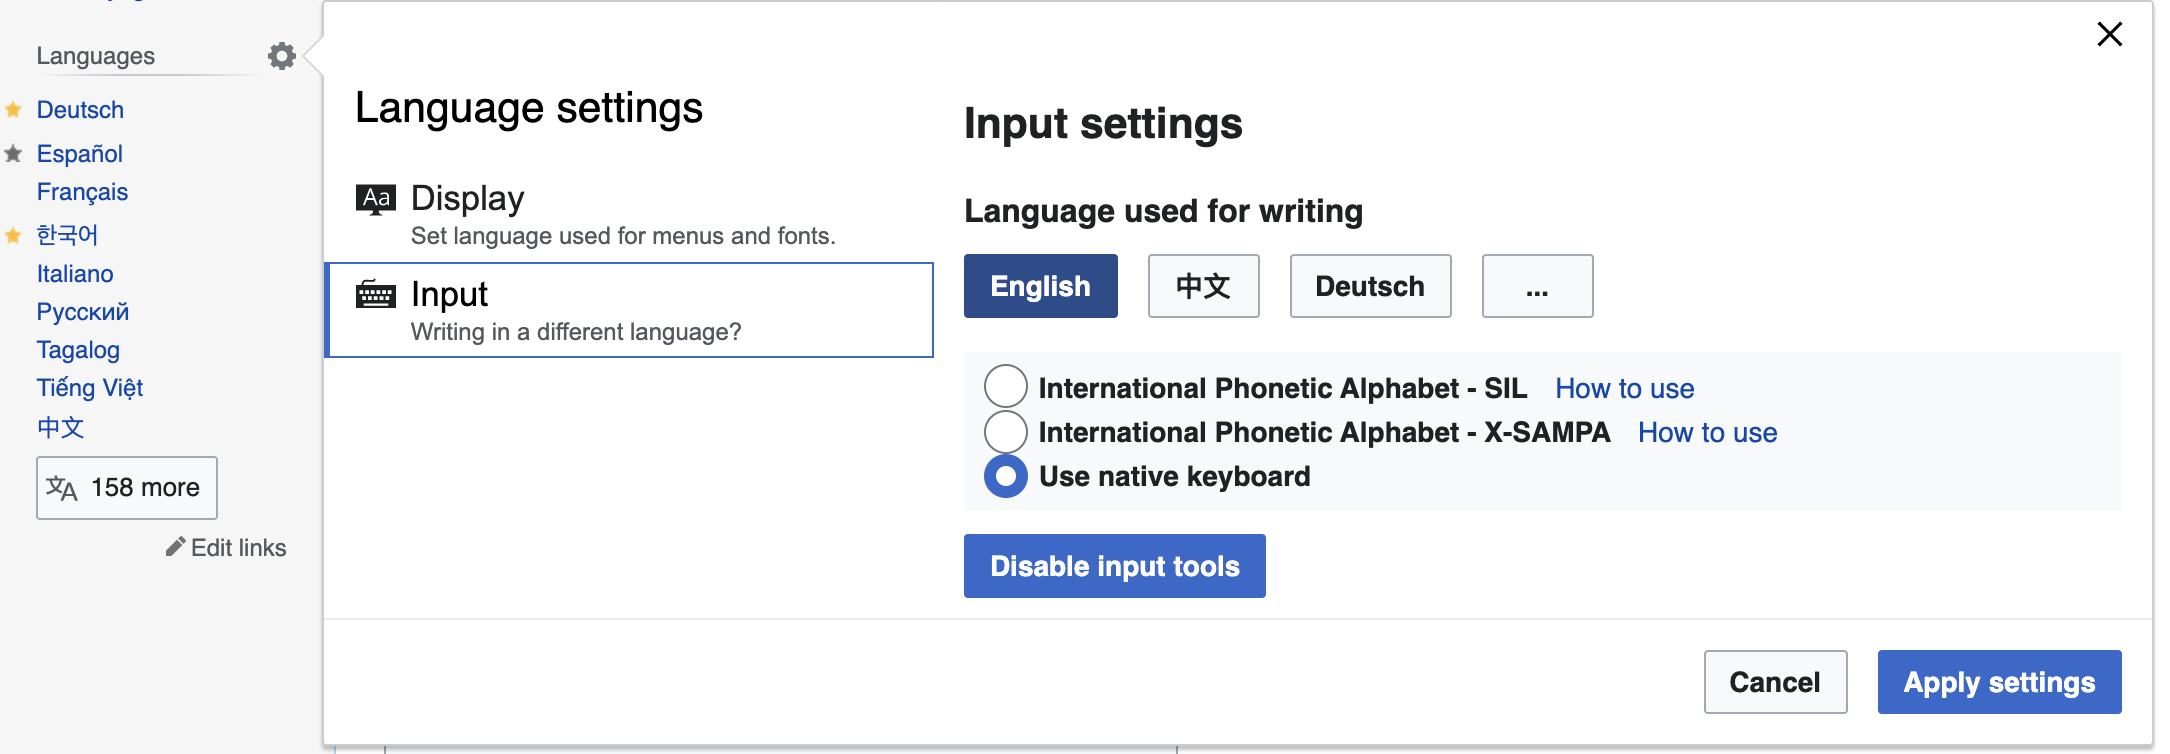 Languages
Deutsch
Español
Français
한국어
Italiano
Русский
Tagalog
Tiếng Việt
中文
文A 158 more
Edit links
Language settings
Aa Display
Set language used for menus and fonts.
Input
Writing in a different language?
Input settings
Language used for writing
English 中文 Deutsch ...
International Phonetic Alphabet - SIL How to use
International Phonetic Alphabet - X-SAMPA How to use
Use native keyboard
Disable input tools
Cancel Apply settings